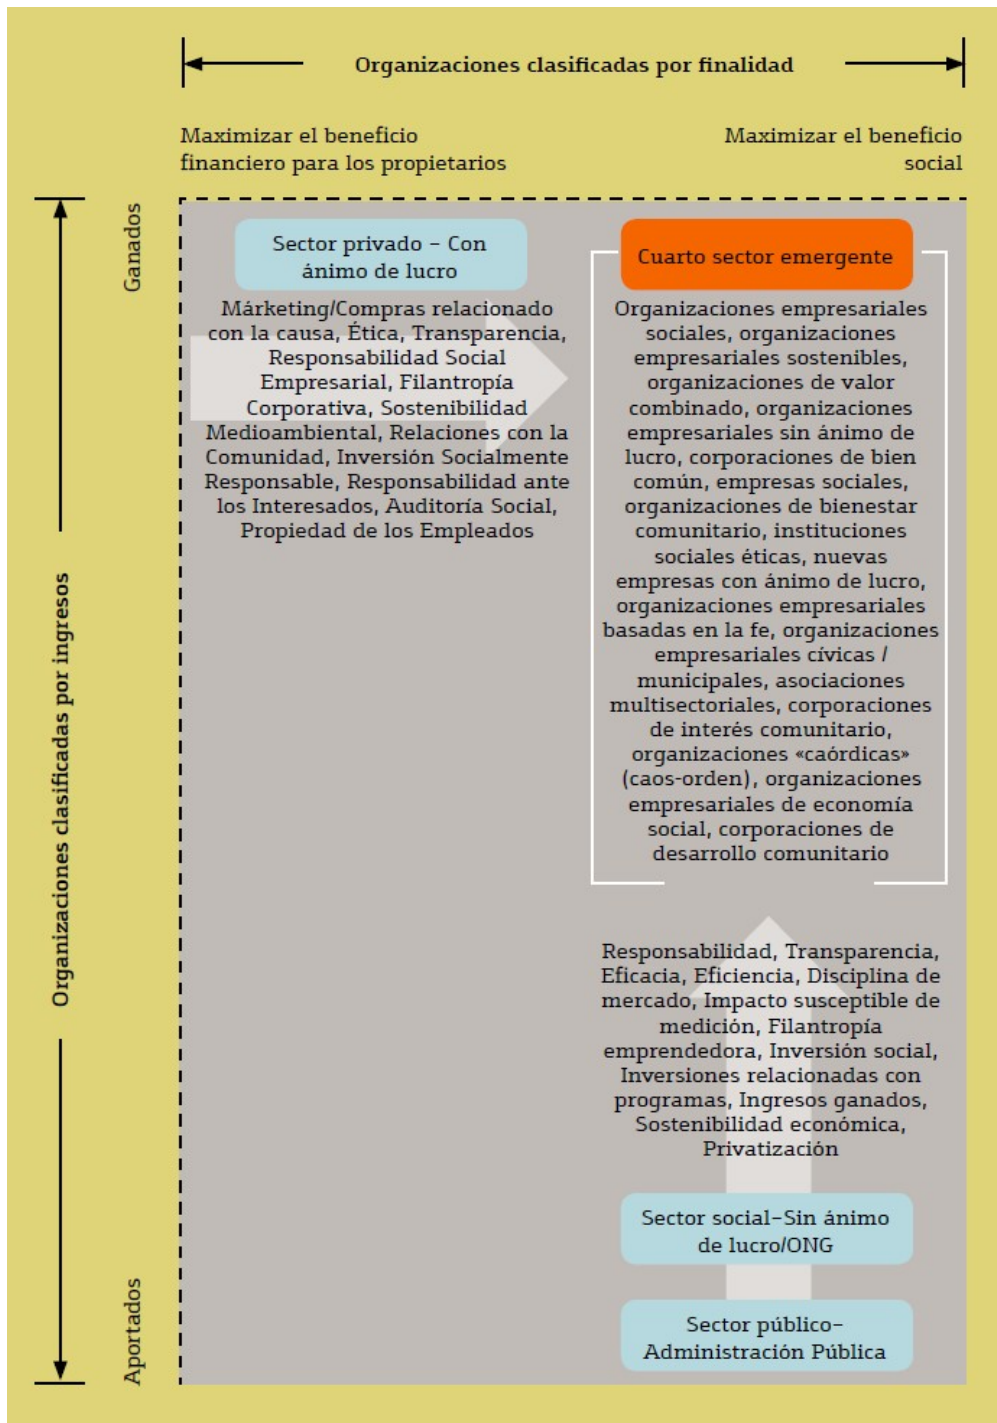 Organizaciones clasificadas por finalidad
Maximizar el beneficio
financiero para los propietarios
Maximizar el beneficio
social
Organizaciones clasificadas por ingresos
Ganados
Aportados
Sector privado – Con
ánimo de lucro
Márketing/Compras relacionado
con la causa, Ética, Transparencia,
Responsabilidad Social
Empresarial, Filantropía
Corporativa, Sostenibilidad
Medioambiental, Relaciones con la
Comunidad, Inversión Socialmente
Responsable, Responsabilidad ante
los Interesados, Auditoría Social,
Propiedad de los Empleados
Cuarto sector emergente
Organizaciones empresariales
sociales, organizaciones
empresariales sostenibles,
organizaciones de valor
combinado, organizaciones
empresariales sin ánimo de
lucro, corporaciones de bien
común, empresas sociales,
organizaciones de bienestar
comunitario, instituciones
sociales éticas, nuevas
empresas con ánimo de lucro,
organizaciones empresariales
basadas en la fe, organizaciones
empresariales cívicas /
municipales, asociaciones
multisectoriales, corporaciones
de interés comunitario,
organizaciones «caórdicas»
(caos-orden), organizaciones
empresariales de economía
social, corporaciones de
desarrollo comunitario
Responsabilidad, Transparencia,
Eficacia, Eficiencia, Disciplina de
mercado, Impacto susceptible de
medición, Filantropía
emprendedora, Inversión social,
Inversiones relacionadas con
programas, Ingresos ganados,
Sostenibilidad económica,
Privatización
Sector social–Sin ánimo
de lucro/ONG
Sector público–
Administración Pública